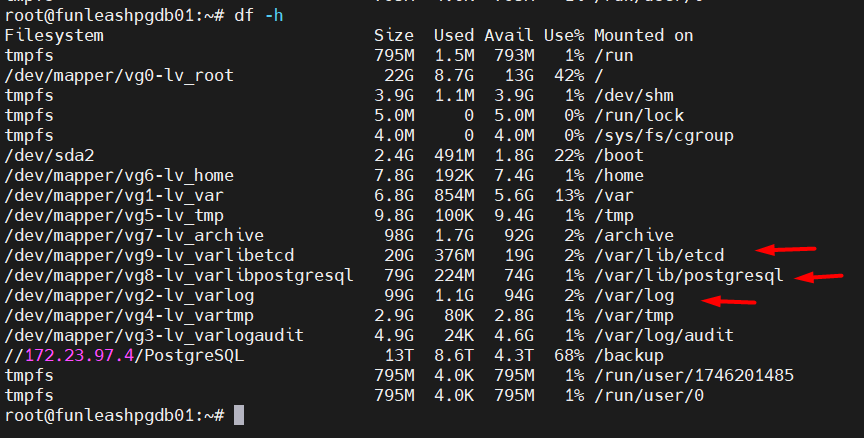 root@funleashpgdb01:~# df -h
Filesystem Size Used Avail Use% Mounted on
tmpfs 795M 1.5M 793M 1% /run
/dev/mapper/vg0-lv_root 22G 8.7G 13G 42% /
tmpfs 3.9G 1.1M 3.9G 1% /dev/shm
tmpfs 5.0M 0 5.0M 0% /run/lock
tmpfs 4.0M 0 4.0M 0% /sys/fs/cgroup
/dev/sda2 2.4G 491M 1.8G 22% /boot
/dev/mapper/vg6-lv_home 7.8G 192K 7.4G 1% /home
/dev/mapper/vg1-lv_var 6.8G 854M 5.6G 13% /var
/dev/mapper/vg5-lv_tmp 9.8G 100K 9.4G 1% /tmp
/dev/mapper/vg7-lv_archive 98G 1.7G 92G 2% /archive
/dev/mapper/vg9-lv_varlibetcd 20G 376M 19G 2% /var/lib/etcd
/dev/mapper/vg8-lv_varlibpostgresql 79G 224M 74G 1% /var/lib/postgresql
/dev/mapper/vg2-lv_varlog 99G 1.1G 94G 2% /var/log
/dev/mapper/vg4-lv_vartmp 2.9G 80K 2.8G 1% /var/tmp
/dev/mapper/vg3-lv_varlogaudit 4.9G 24K 4.6G 1% /var/log/audit
//172.23.97.4/PostgreSQL 13T 8.6T 4.3T 68% /backup
tmpfs 795M 4.0K 795M 1% /run/user/1746201485
tmpfs 795M 4.0K 795M 1% /run/user/0
root@funleashpgdb01:~#